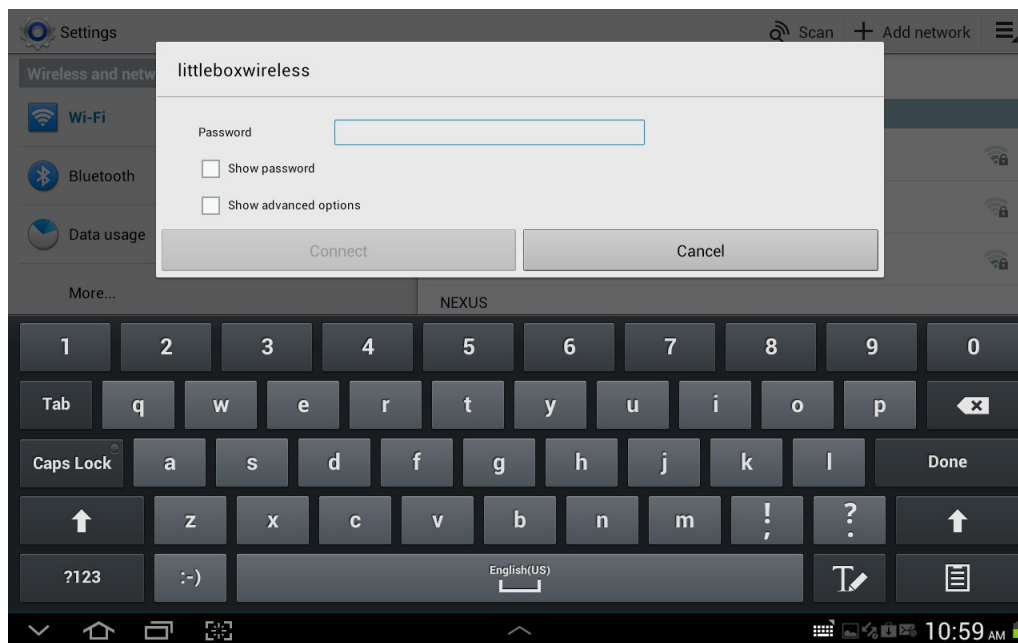 Settings
Scan
Add network
Wireless and netw
littleboxwireless
Wi-Fi
Password
Show password
Bluetooth
Show advanced options
Data usage
Connect
Cancel
More...
NEXUS
1 2 3 4 5 6 7 8 9 0
Tab q w e r t y u i o p
Caps Lock a s d f g h j k l Done
z x c v b n m ! , ? .
?123 :-) English(US) T
10:59 AM